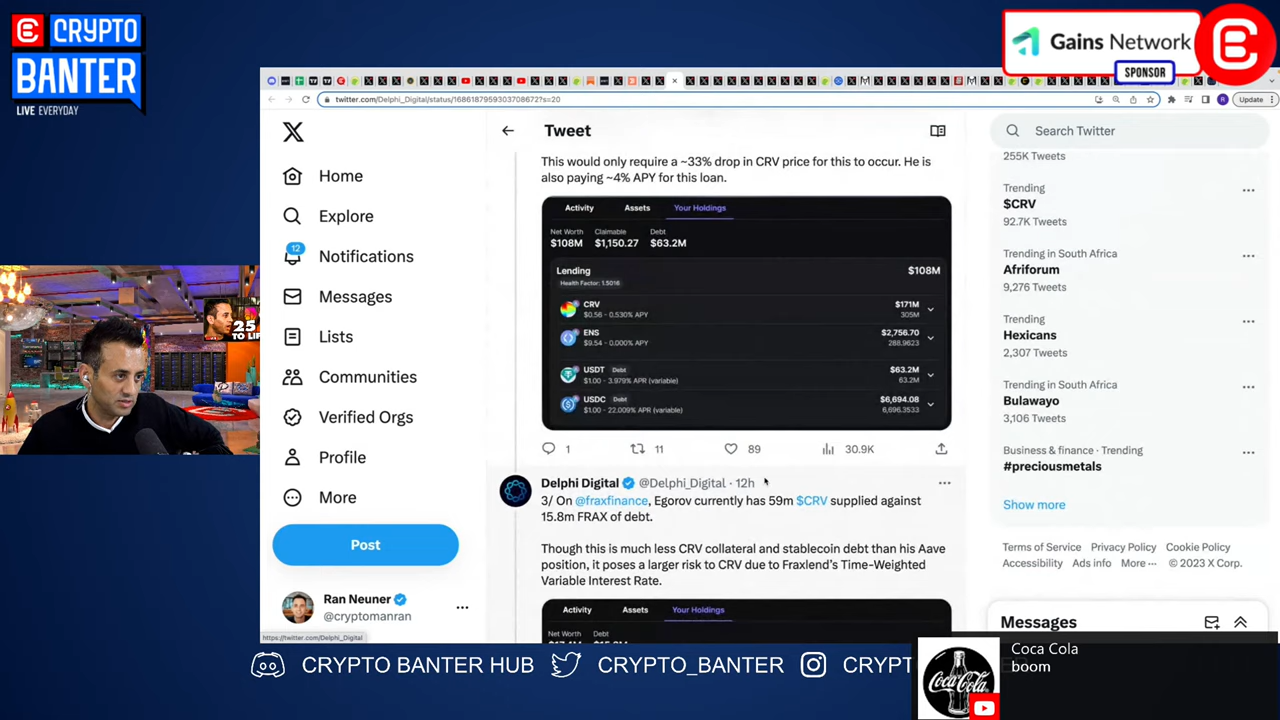 CRYPTO
BANTER
LIVE EVERYDAY
Gains Network
SPONSOR
twitter.com/Delphi_Digital/status/1686187959303708672?s=20
Update
Home
Explore
12
Notifications
Messages
Lists
Communities
Verified Orgs
Profile
More
Post
Ran Neuner
@cryptomanran
https://twitter.com/Delphi_Digital
Tweet
This would only require a ~33% drop in CRV price for this to occur. He is
also paying ~4% APY for this loan.
Activity Assets Your Holdings
Net Worth Claimable Debt
$108M $1,150.27 $63.2M
Lending $108M
Health Factor: 1.5016
CRV $171M
$0.56 - 0.530% APY 305M
ENS $2,756.70
$9.54 - 0.000% APY 288.9623
USDT Debt $63.2M
$1.00 - 3.979% APR (variable) 63.2M
USDC Debt $6,694.08
$1.00 - 22.009% APR (variable) 6,696.3533
1 11 89 30.9K
Delphi Digital @Delphi_Digital · 12h
3/ On @fraxfinance, Egorov currently has 59m $CRV supplied against
15.8m FRAX of debt.
Though this is much less CRV collateral and stablecoin debt than his Aave
position, it poses a larger risk to CRV due to Fraxlend's Time-Weighted
Variable Interest Rate.
Activity Assets Your Holdings
Net Worth Debt
Search Twitter
255K Tweets
Trending
$CRV
92.7K Tweets
Trending in South Africa
Afriforum
9,276 Tweets
Trending
Hexicans
2,307 Tweets
Trending in South Africa
Bulawayo
3,106 Tweets
Business & finance · Trending
#preciousmetals
Show more
Terms of Service Privacy Policy Cookie Policy
Accessibility Ads info More ··· © 2023 X Corp.
Messages
25
TO LIF
CRYPTO BANTER HUB CRYPTO_BANTER CRYPT
Coca-Cola
Coca Cola
boom